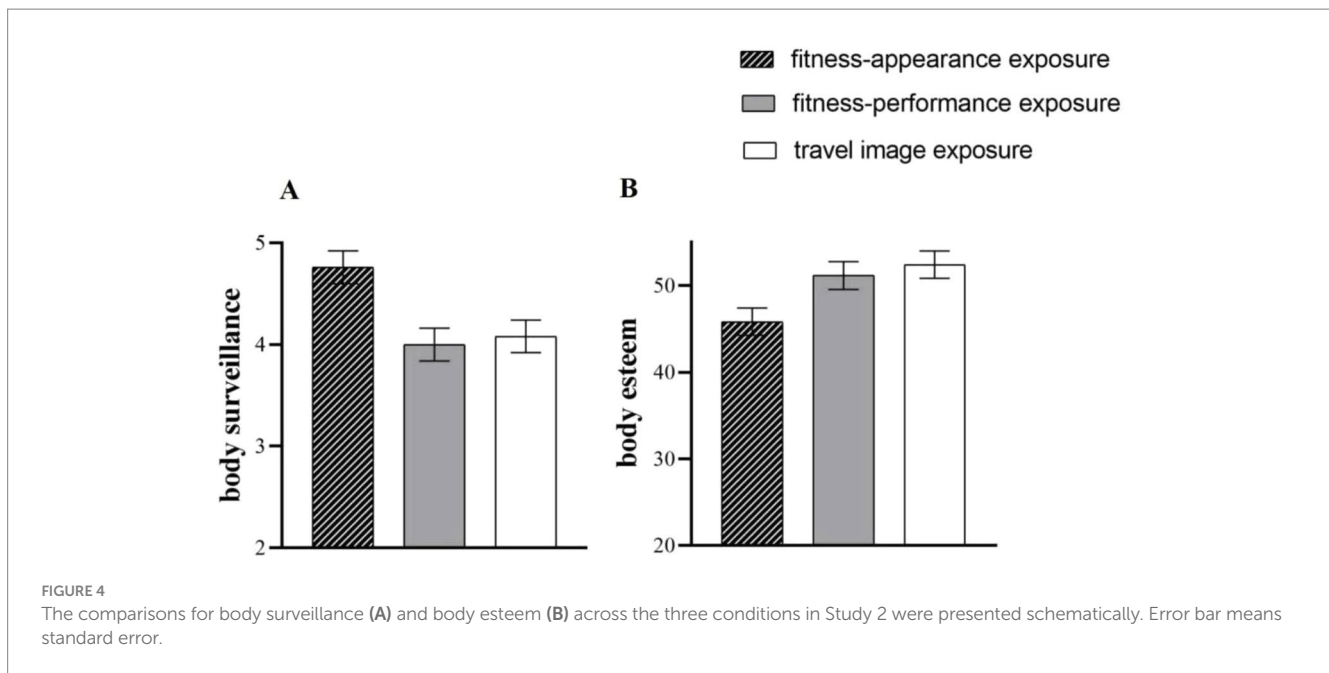 fitness-appearance exposure
fitness-performance exposure
travel image exposure
A
B
body surveillance
5
4
3
2
body esteem
50
40
30
20
FIGURE 4
The comparisons for body surveillance (A) and body esteem (B) across the three conditions in Study 2 were presented schematically. Error bar means
standard error.